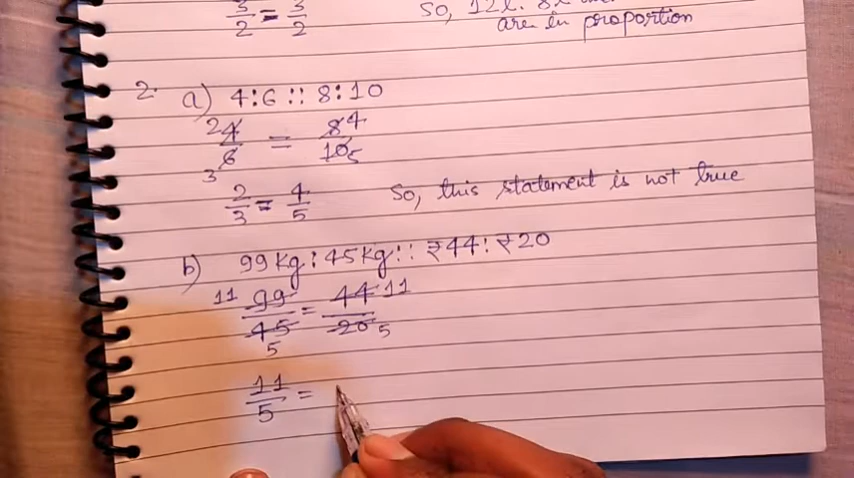 3/2 = 3/2
So, 12l. 8l
are in proportion
2. a) 4:6 :: 8:10
2 4/6 3 = 8 4/10 5
2/3 = 4/5 So, this statement is not true
b) 99 Kg : 45 Kg :: ₹44 : ₹20
11 99/45 5 = 44 11/20 5
11/5 =